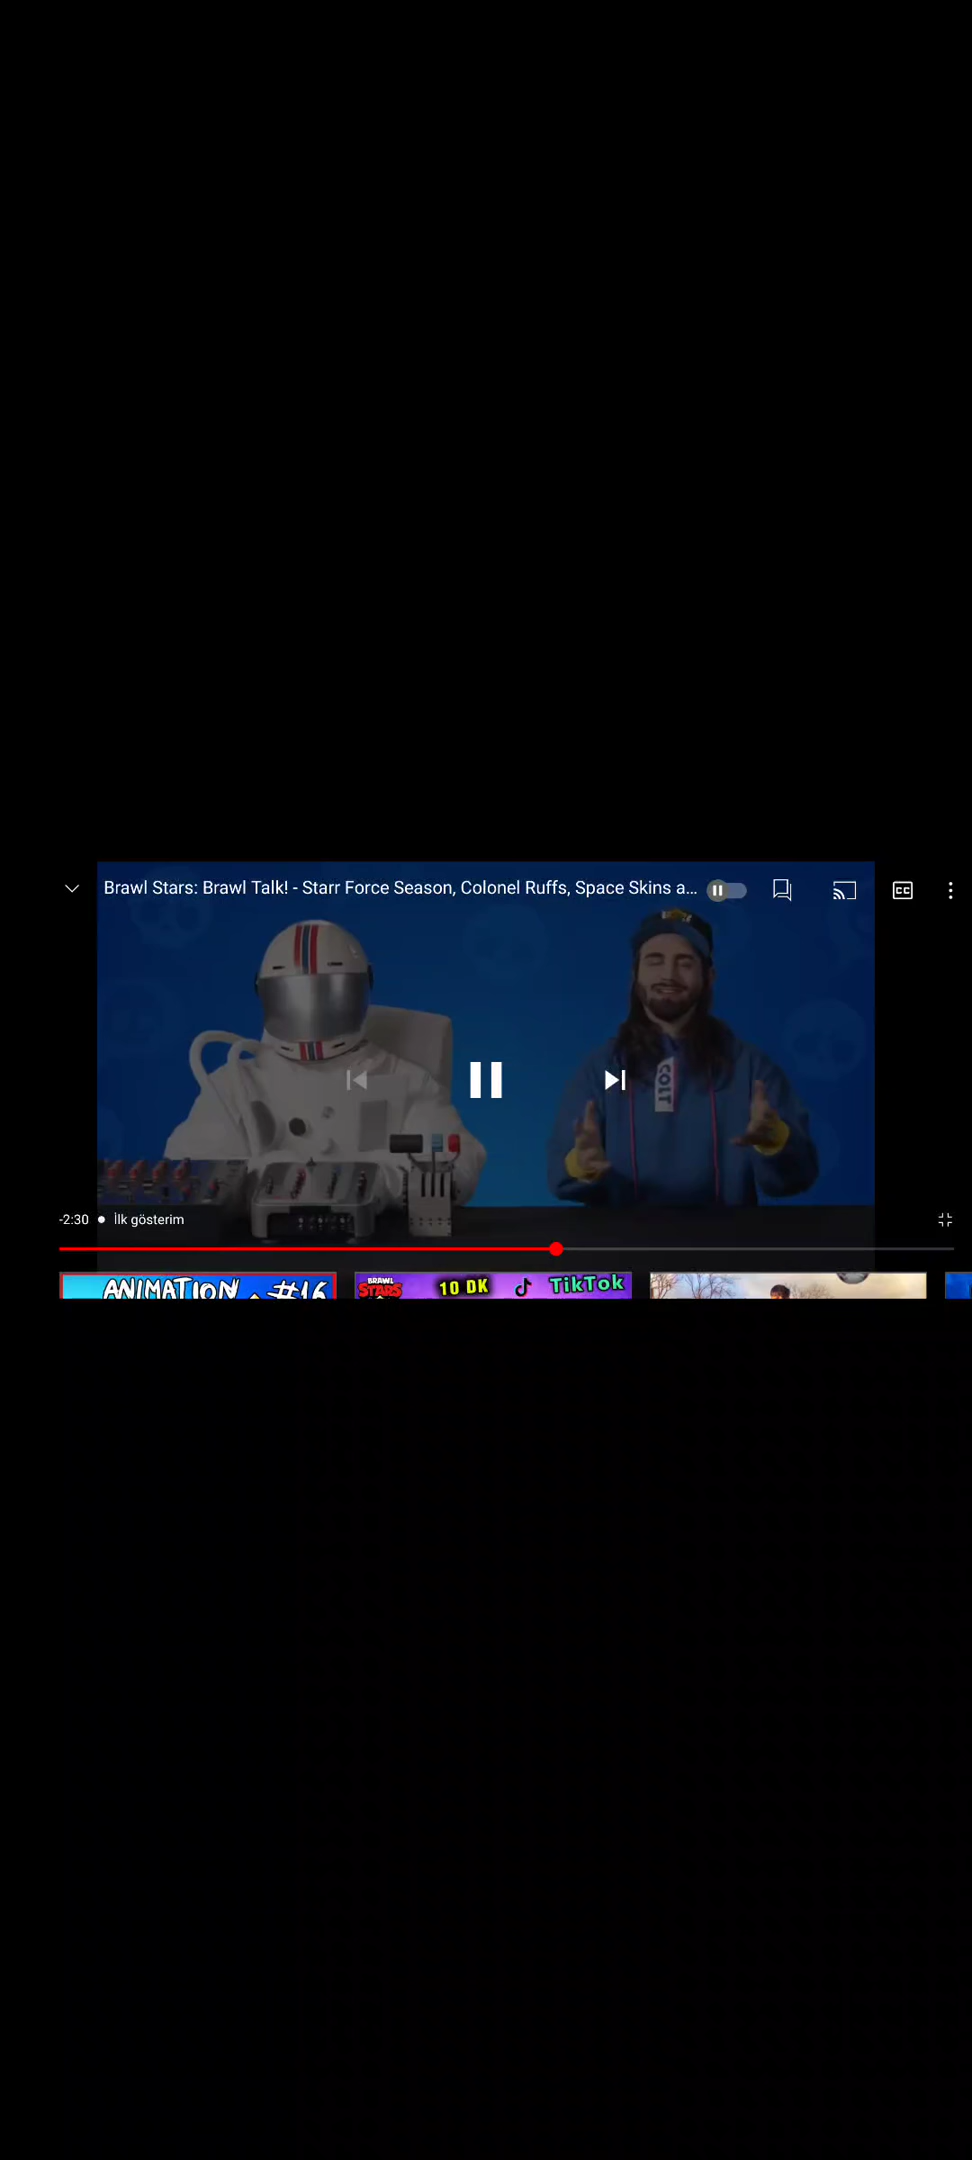 Brawl Stars: Brawl Talk! - Starr Force Season, Colonel Ruffs, Space Skins a...
CC
COLT
-2:30 ● İlk gösterim
ANIMATION #16
BRAWL STARS
10 DK
TikTok